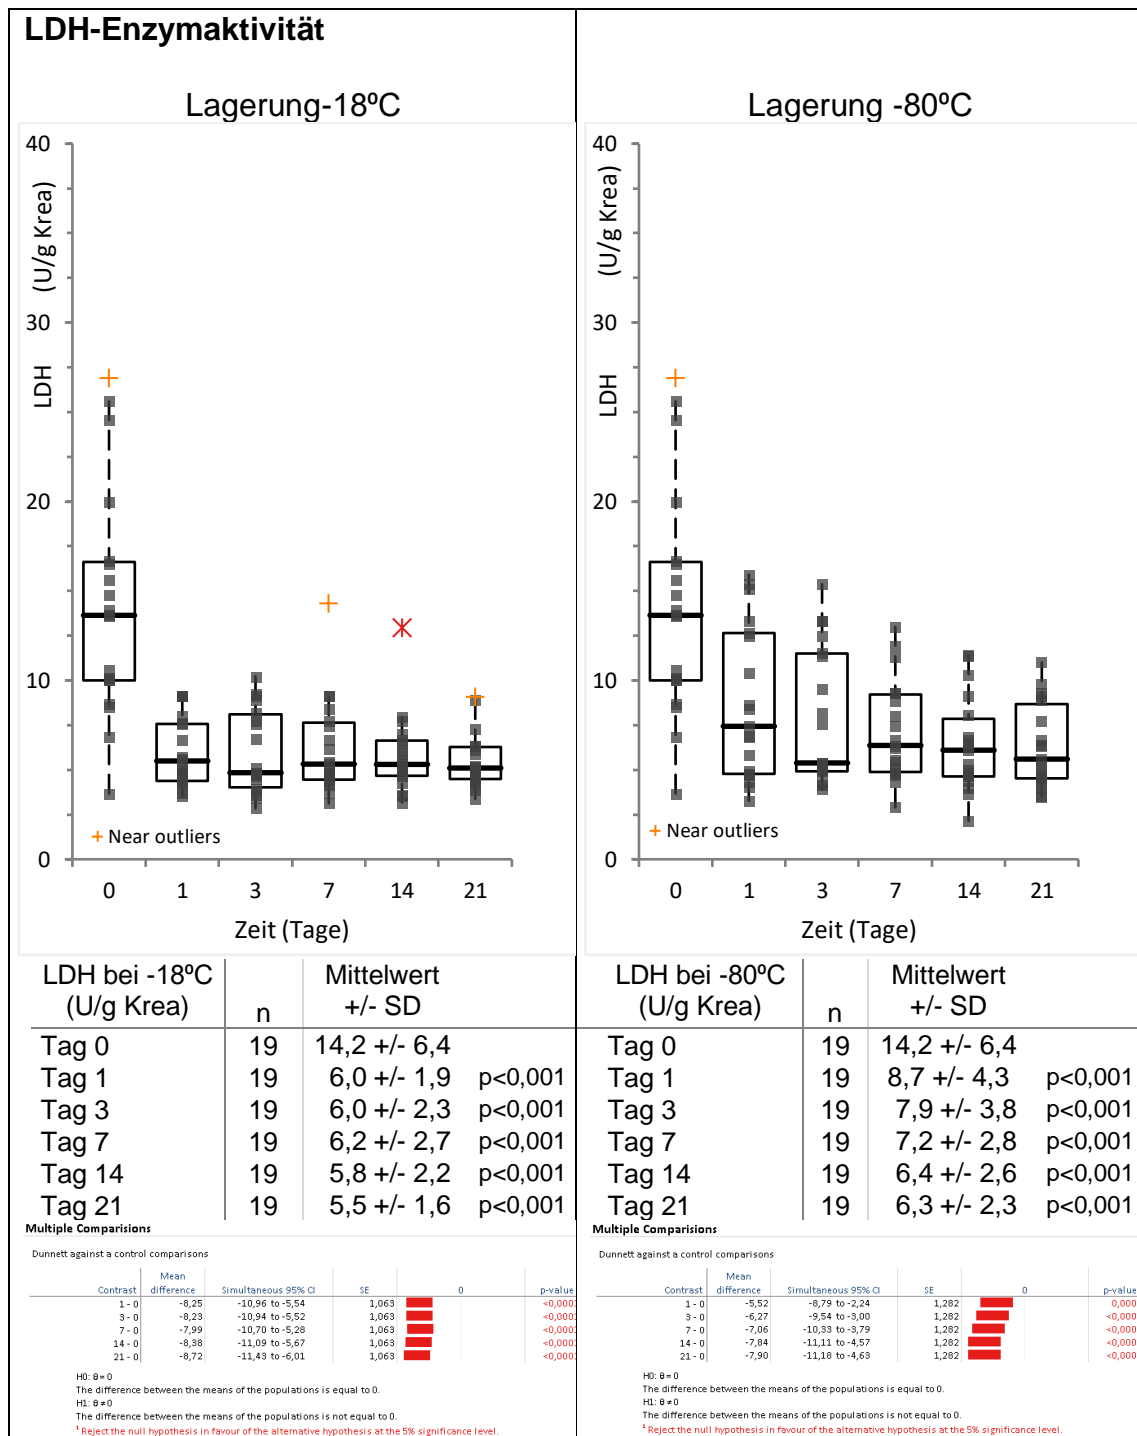 LDH-Enzymaktivität
Lagerung-18ºC
40
30
20
10
0
LDH (U/g Krea)
+ Near outliers
0 1 3 7 14 21
Zeit (Tage)
LDH bei -18ºC (U/g Krea) n Mittelwert +/- SD
Tag 0 19 14,2 +/- 6,4
Tag 1 19 6,0 +/- 1,9 p<0,001
Tag 3 19 6,0 +/- 2,3 p<0,001
Tag 7 19 6,2 +/- 2,7 p<0,001
Tag 14 19 5,8 +/- 2,2 p<0,001
Tag 21 19 5,5 +/- 1,6 p<0,001
Multiple Comparisions
Dunnett against a control comparisons
Contrast Mean difference Simultaneous 95% CI SE 0 p-value
1 - 0 -8,25 -10,96 to -5,54 1,063
3 - 0 -8,23 -10,94 to -5,52 1,063
7 - 0 -7,99 -10,70 to -5,28 1,063
14 - 0 -8,38 -11,09 to -5,67 1,063
21 - 0 -8,72 -11,43 to -6,01 1,063
H0: θ = 0
The difference between the means of the populations is equal to 0.
H1: θ ≠ 0
The difference between the means of the populations is not equal to 0.
¹ Reject the null hypothesis in favour of the alternative hypothesis at the 5% significance level.
Lagerung -80ºC
40
30
20
10
0
LDH (U/g Krea)
+ Near outliers
0 1 3 7 14 21
Zeit (Tage)
LDH bei -80ºC (U/g Krea) n Mittelwert +/- SD
Tag 0 19 14,2 +/- 6,4
Tag 1 19 8,7 +/- 4,3 p<0,001
Tag 3 19 7,9 +/- 3,8 p<0,001
Tag 7 19 7,2 +/- 2,8 p<0,001
Tag 14 19 6,4 +/- 2,6 p<0,001
Tag 21 19 6,3 +/- 2,3 p<0,001
Multiple Comparisions
Dunnett against a control comparisons
Contrast Mean difference Simultaneous 95% CI SE 0 p-value
1 - 0 -5,52 -8,79 to -2,24 1,282
3 - 0 -6,27 -9,54 to -3,00 1,282
7 - 0 -7,06 -10,33 to -3,79 1,282
14 - 0 -7,84 -11,11 to -4,57 1,282
21 - 0 -7,90 -11,18 to -4,63 1,282
H0: θ = 0
The difference between the means of the populations is equal to 0.
H1: θ ≠ 0
The difference between the means of the populations is not equal to 0.
¹ Reject the null hypothesis in favour of the alternative hypothesis at the 5% significance level.